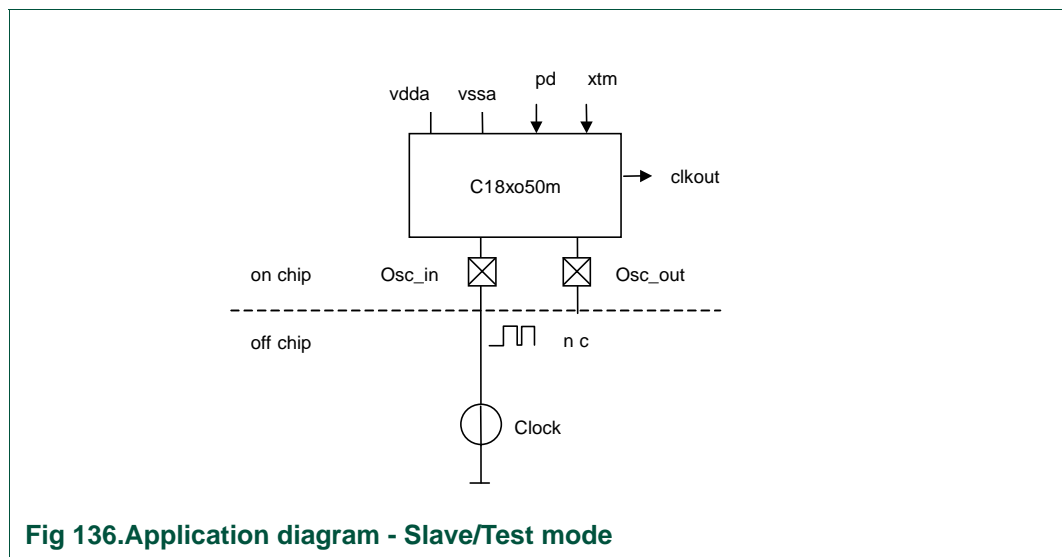 pd xtm
vdda vssa
C18xo50m
clkout
on chip Osc_in Osc_out
off chip n c
Clock
Fig 136.Application diagram - Slave/Test mode